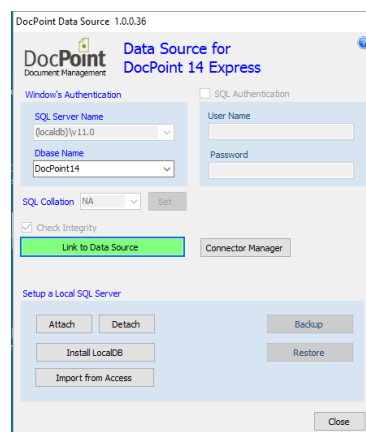 DocPoint Data Source 1.0.0.36
DocPoint
Document Management
Data Source for
DocPoint 14 Express
Window's Authentication
SQL Authentication
SQL Server Name
(localdb)\v11.0
User Name
Dbase Name
DocPoint14
Password
SQL Collation NA Set
Check Integrity
Link to Data Source Connector Manager
Setup a Local SQL Server
Attach Detach Backup
Install LocalDB Restore
Import from Access
Close